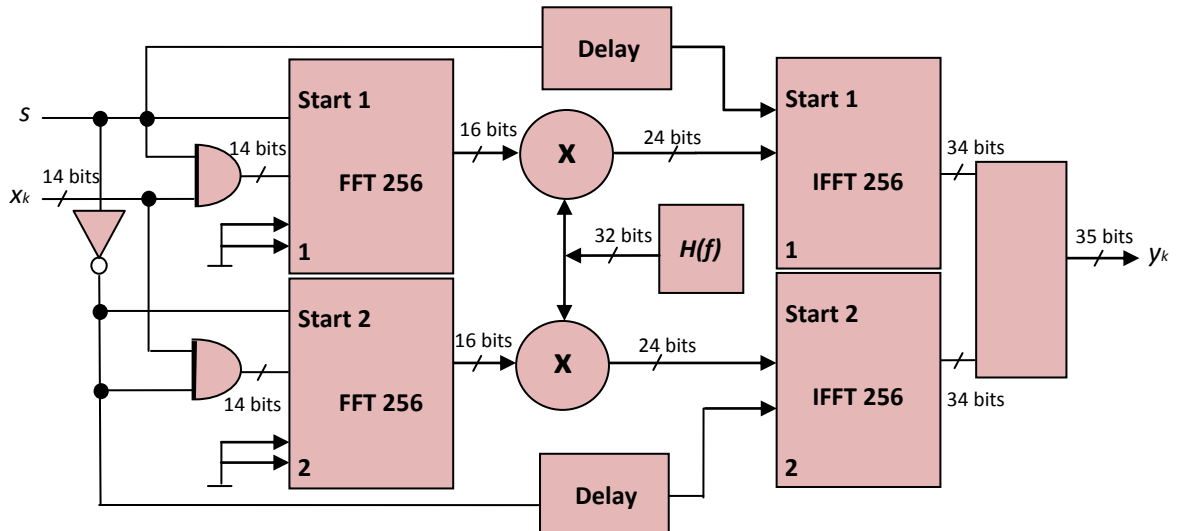 Delay
s
Start 1
Start 1
16 bits
24 bits
34 bits
14 bits
X
14 bits
xk
FFT 256
IFFT 256
32 bits
H(f)
35 bits
yk
1
1
Start 2
Start 2
16 bits
24 bits
X
14 bits
FFT 256
IFFT 256
34 bits
2
2
Delay